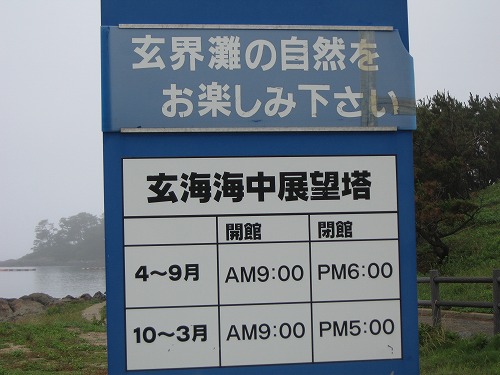 玄界灘の自然を
お楽しみ下さい
玄海海中展望塔
開館 閉館
4～9月 AM9:00 PM6:00
10～3月 AM9:00 PM5:00